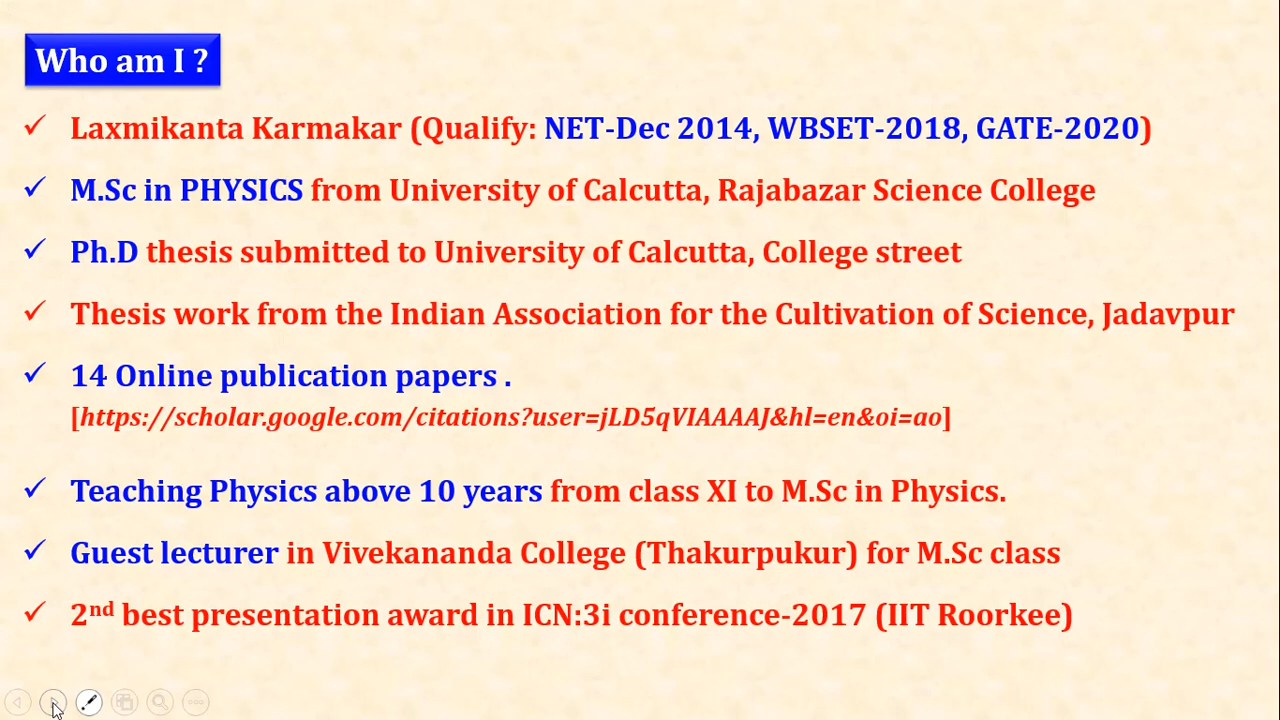 Who am I ?
Laxmikanta Karmakar (Qualify: NET-Dec 2014, WBSET-2018, GATE-2020)
M.Sc in PHYSICS from University of Calcutta, Rajabazar Science College
Ph.D thesis submitted to University of Calcutta, College street
Thesis work from the Indian Association for the Cultivation of Science, Jadavpur
14 Online publication papers .
[https://scholar.google.com/citations?user=jLD5qVIAAAAJ&hl=en&oi=ao]
Teaching Physics above 10 years from class XI to M.Sc in Physics.
Guest lecturer in Vivekananda College (Thakurpukur) for M.Sc class
2nd best presentation award in ICN:3i conference-2017 (IIT Roorkee)